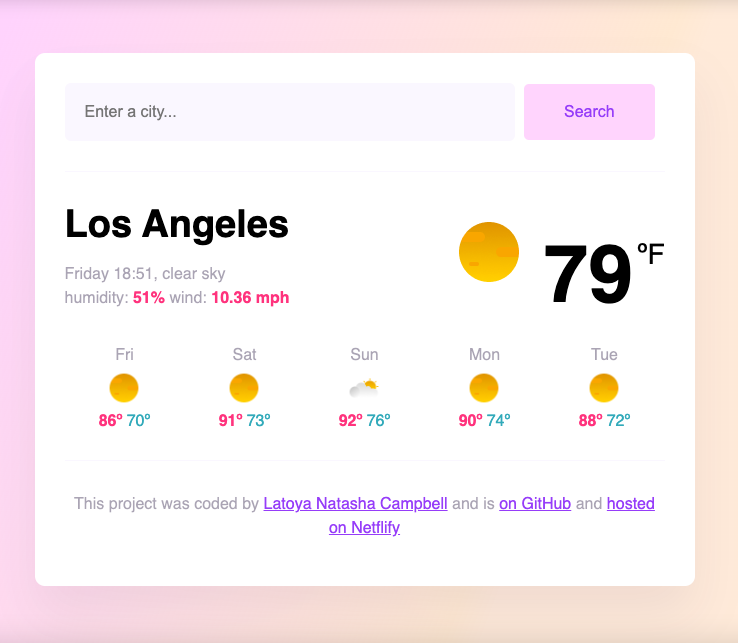 Enter a city... Search
Los Angeles
Friday 18:51, clear sky
humidity: 51% wind: 10.36 mph
79 °F
Fri Sat Sun Mon Tue
86° 70° 91° 73° 92° 76° 90° 74° 88° 72°
This project was coded by Latoya Natasha Campbell and is on GitHub and hosted
on Netflify